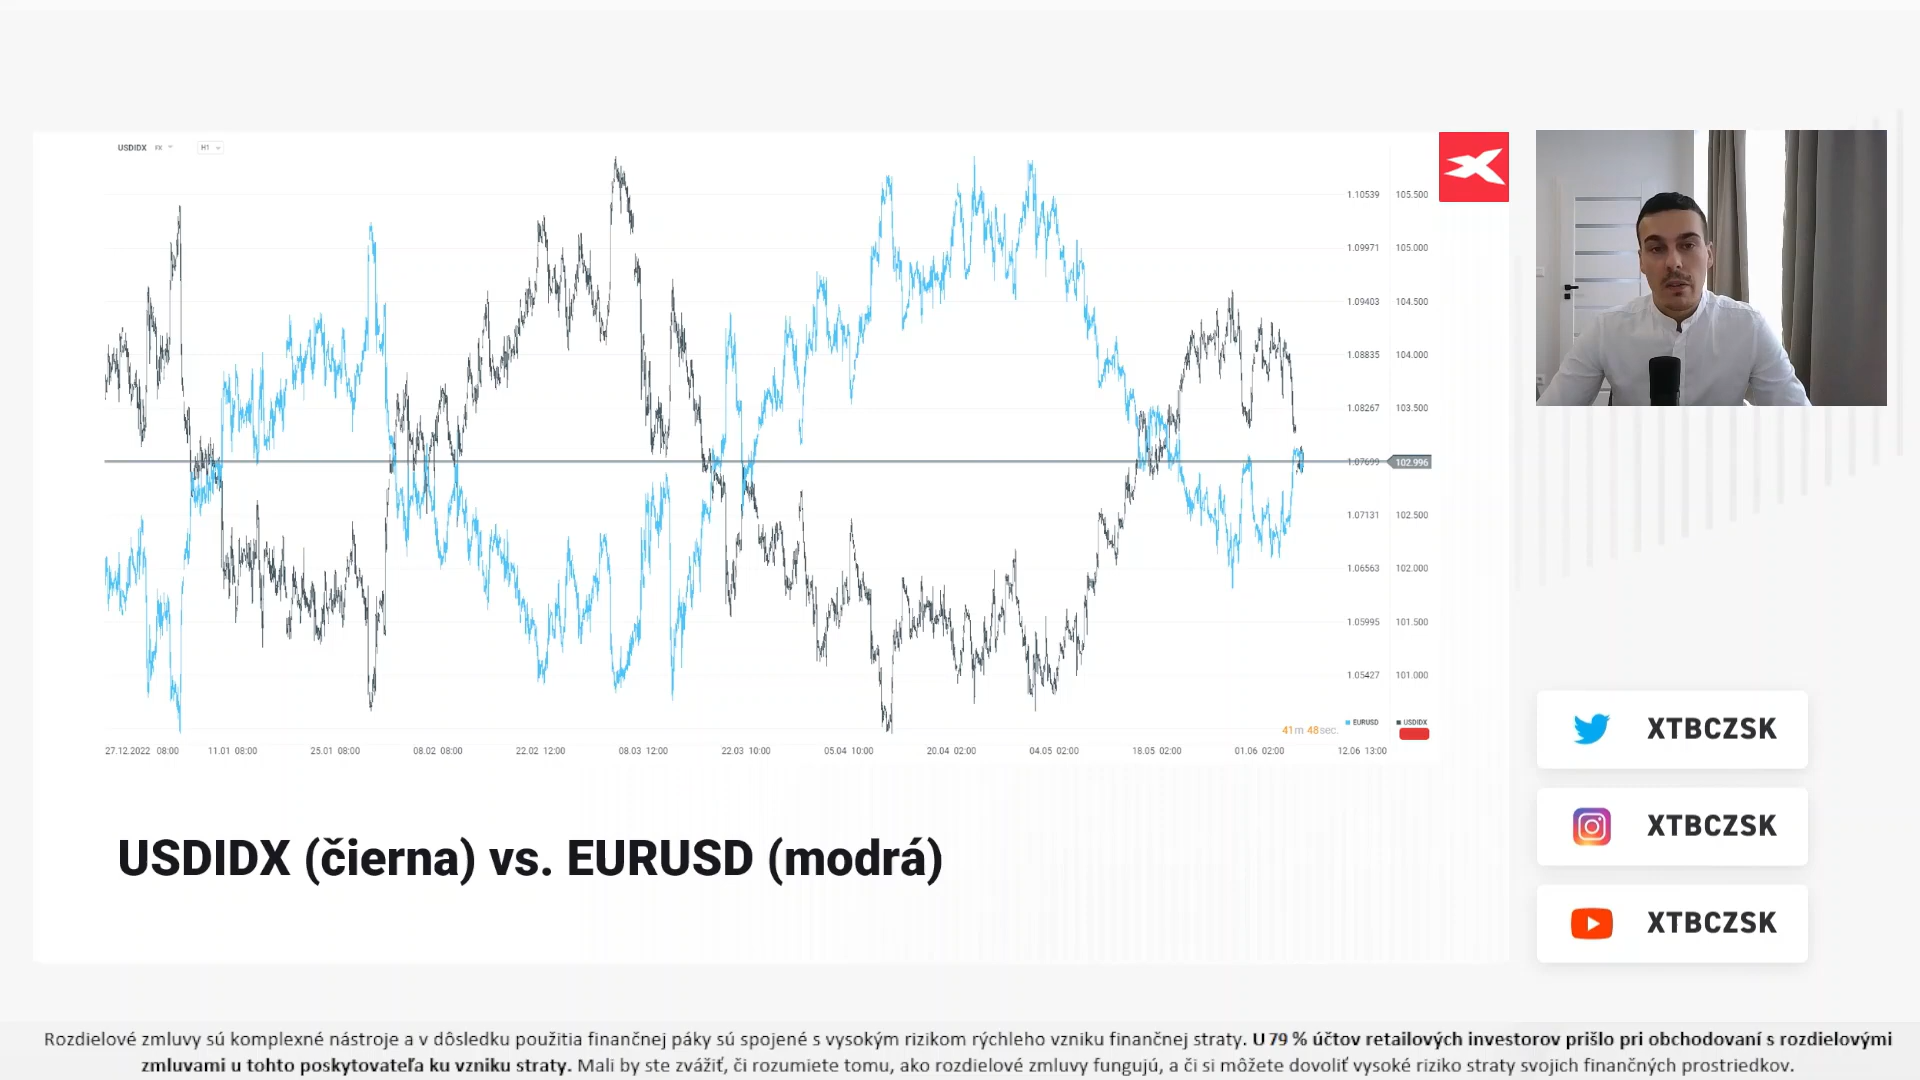 USDIDX FX H1
1.10539 105.500
1.09971 105.000
1.09403 104.500
1.08835 104.000
1.08267 103.500
1.07699 102.996
1.07131 102.500
1.06563 102.000
1.05995 101.500
1.05427 101.000
EURUSD USDIDX
41m 48sec.
27.12.2022 08:00 11.01 08:00 25.01 08:00 08.02 08:00 22.02 12:00 08.03 12:00 22.03 10:00 05.04 10:00 20.04 02:00 04.05 02:00 18.05 02:00 01.06 02:00 12.06 13:00
USDIDX (čierna) vs. EURUSD (modrá)
XTBCZSK
XTBCZSK
XTBCZSK
Rozdielové zmluvy sú komplexné nástroje a v dôsledku použitia finančnej páky sú spojené s vysokým rizikom rýchleho vzniku finančnej straty. U 79 % účtov retailových investorov prišlo pri obchodovaní s rozdielovými
zmluvami u tohto poskytovateľa ku vzniku straty. Mali by ste zvážiť, či rozumiete tomu, ako rozdielové zmluvy fungujú, a či si môžete dovoliť vysoké riziko straty svojich finančných prostriedkov.